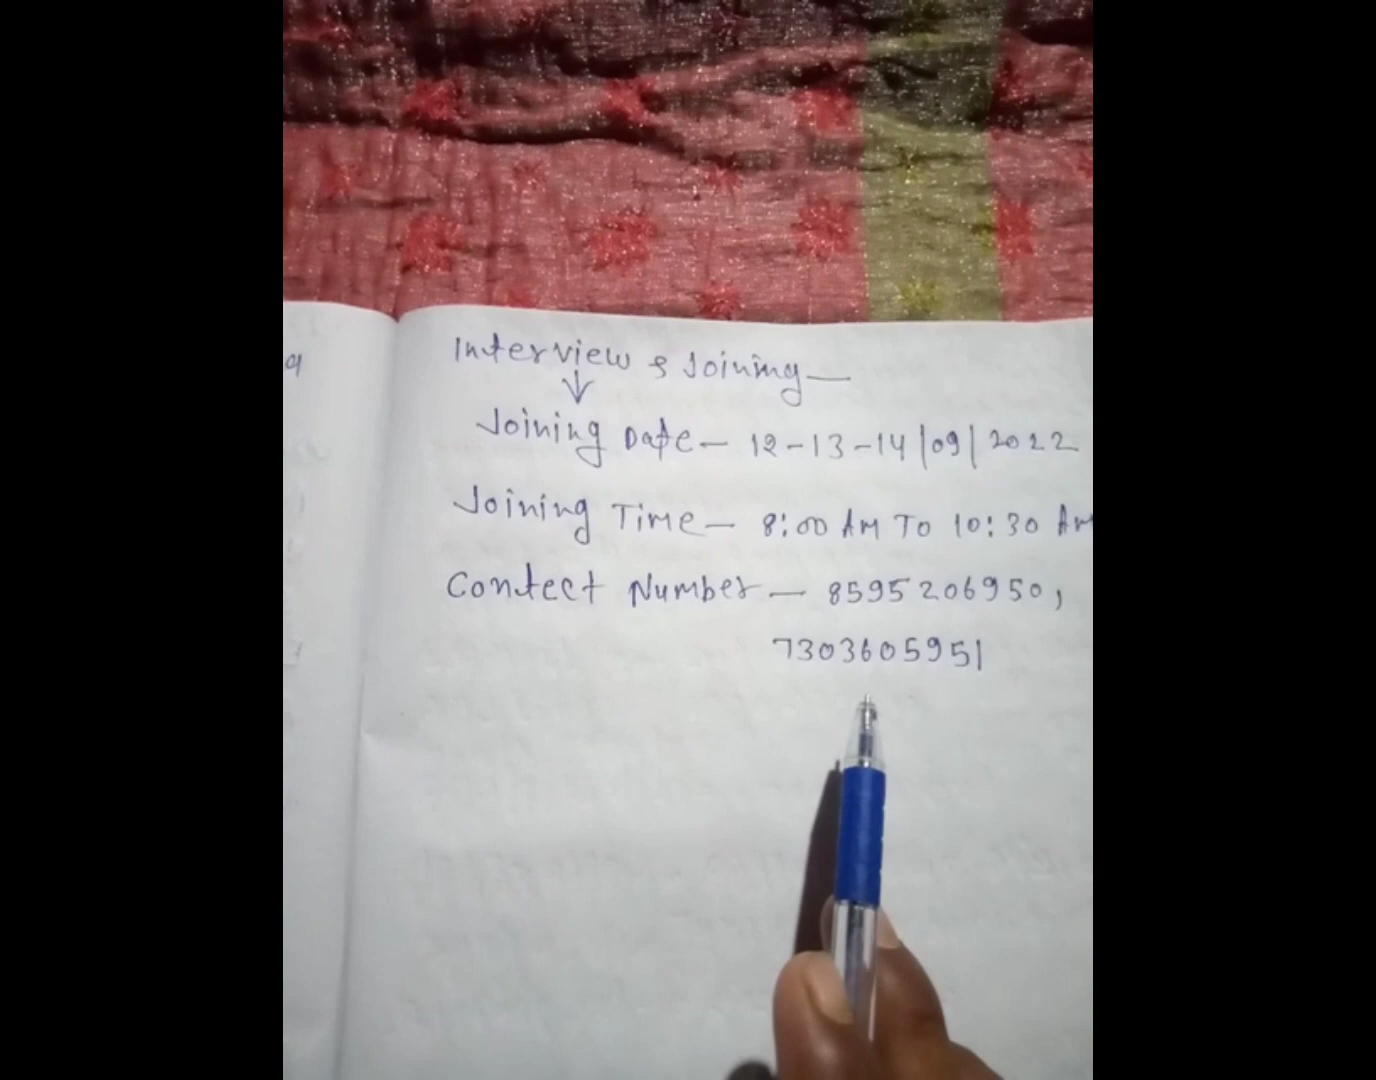 Interview & Joining—
Joining Date— 12-13-14/09/2022
Joining Time— 8:00 AM To 10:30 AM
Contect Number — 8595206950,
7303605951